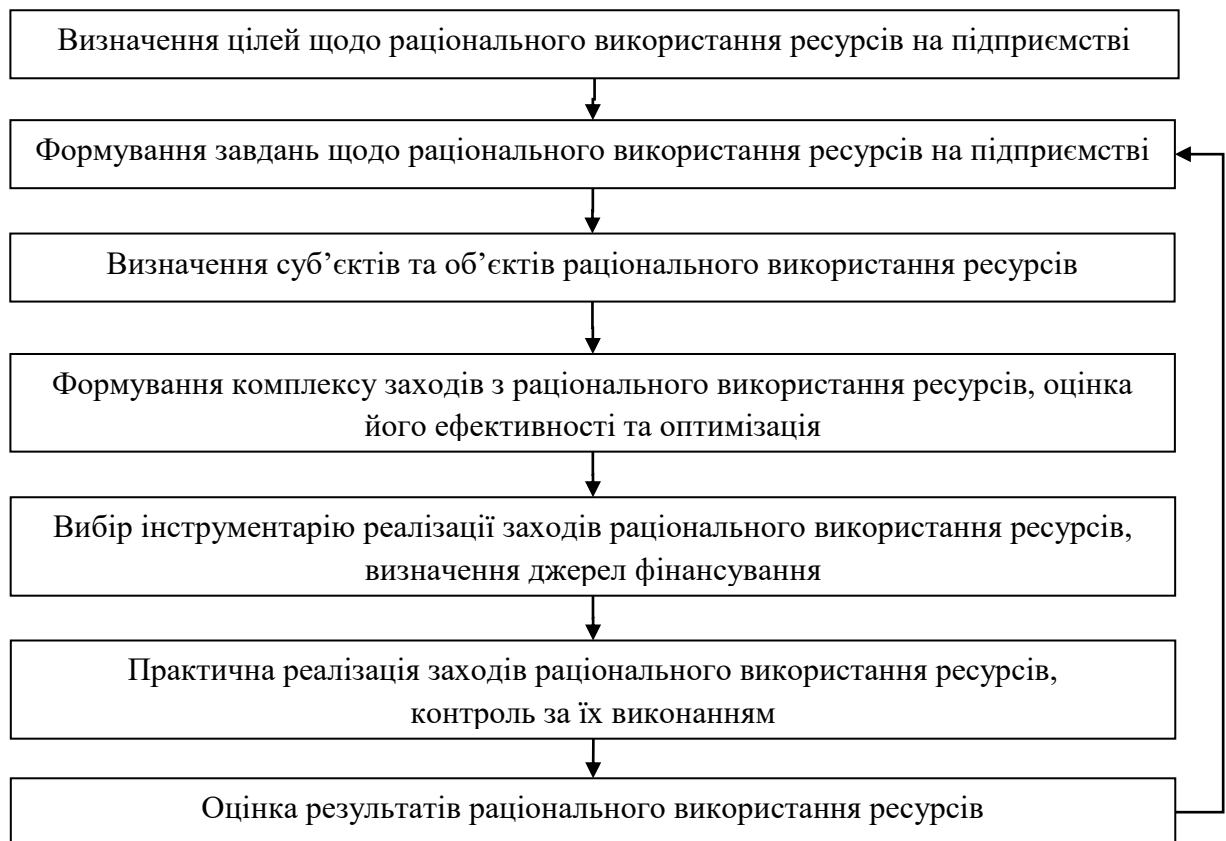 Визначення цілей щодо раціонального використання ресурсів на підприємстві
Формування завдань щодо раціонального використання ресурсів на підприємстві
Визначення суб’єктів та об’єктів раціонального використання ресурсів
Формування комплексу заходів з раціонального використання ресурсів, оцінка
його ефективності та оптимізація
Вибір інструментарію реалізації заходів раціонального використання ресурсів,
визначення джерел фінансування
Практична реалізація заходів раціонального використання ресурсів,
контроль за їх виконанням
Оцінка результатів раціонального використання ресурсів